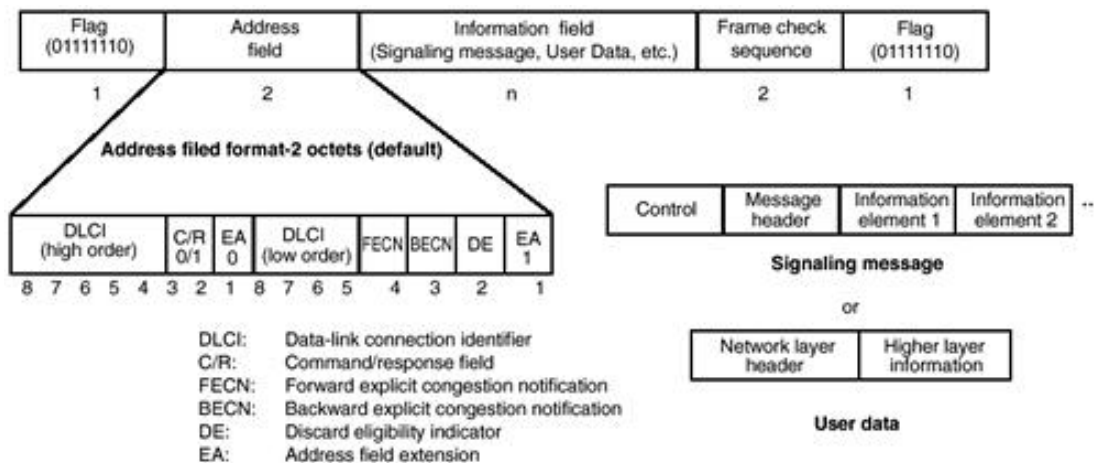 Flag
(01111110)
Address
field
Information field
(Signaling message, User Data, etc.)
Frame check
sequence
Flag
(01111110)
1
2
n
2
1
Address filed format-2 octets (default)
DLCI
(high order)
C/R
0/1
EA
0
DLCI
(low order)
FECN
BECN
DE
EA
1
8 7 6 5 4 3 2 1 8 7 6 5 4 3 2 1
Control
Message
header
Information
element 1
Information
element 2
..
Signaling message
or
Network layer
header
Higher layer
information
User data
DLCI: Data-link connection identifier
C/R: Command/response field
FECN: Forward explicit congestion notification
BECN: Backward explicit congestion notification
DE: Discard eligibility indicator
EA: Address field extension